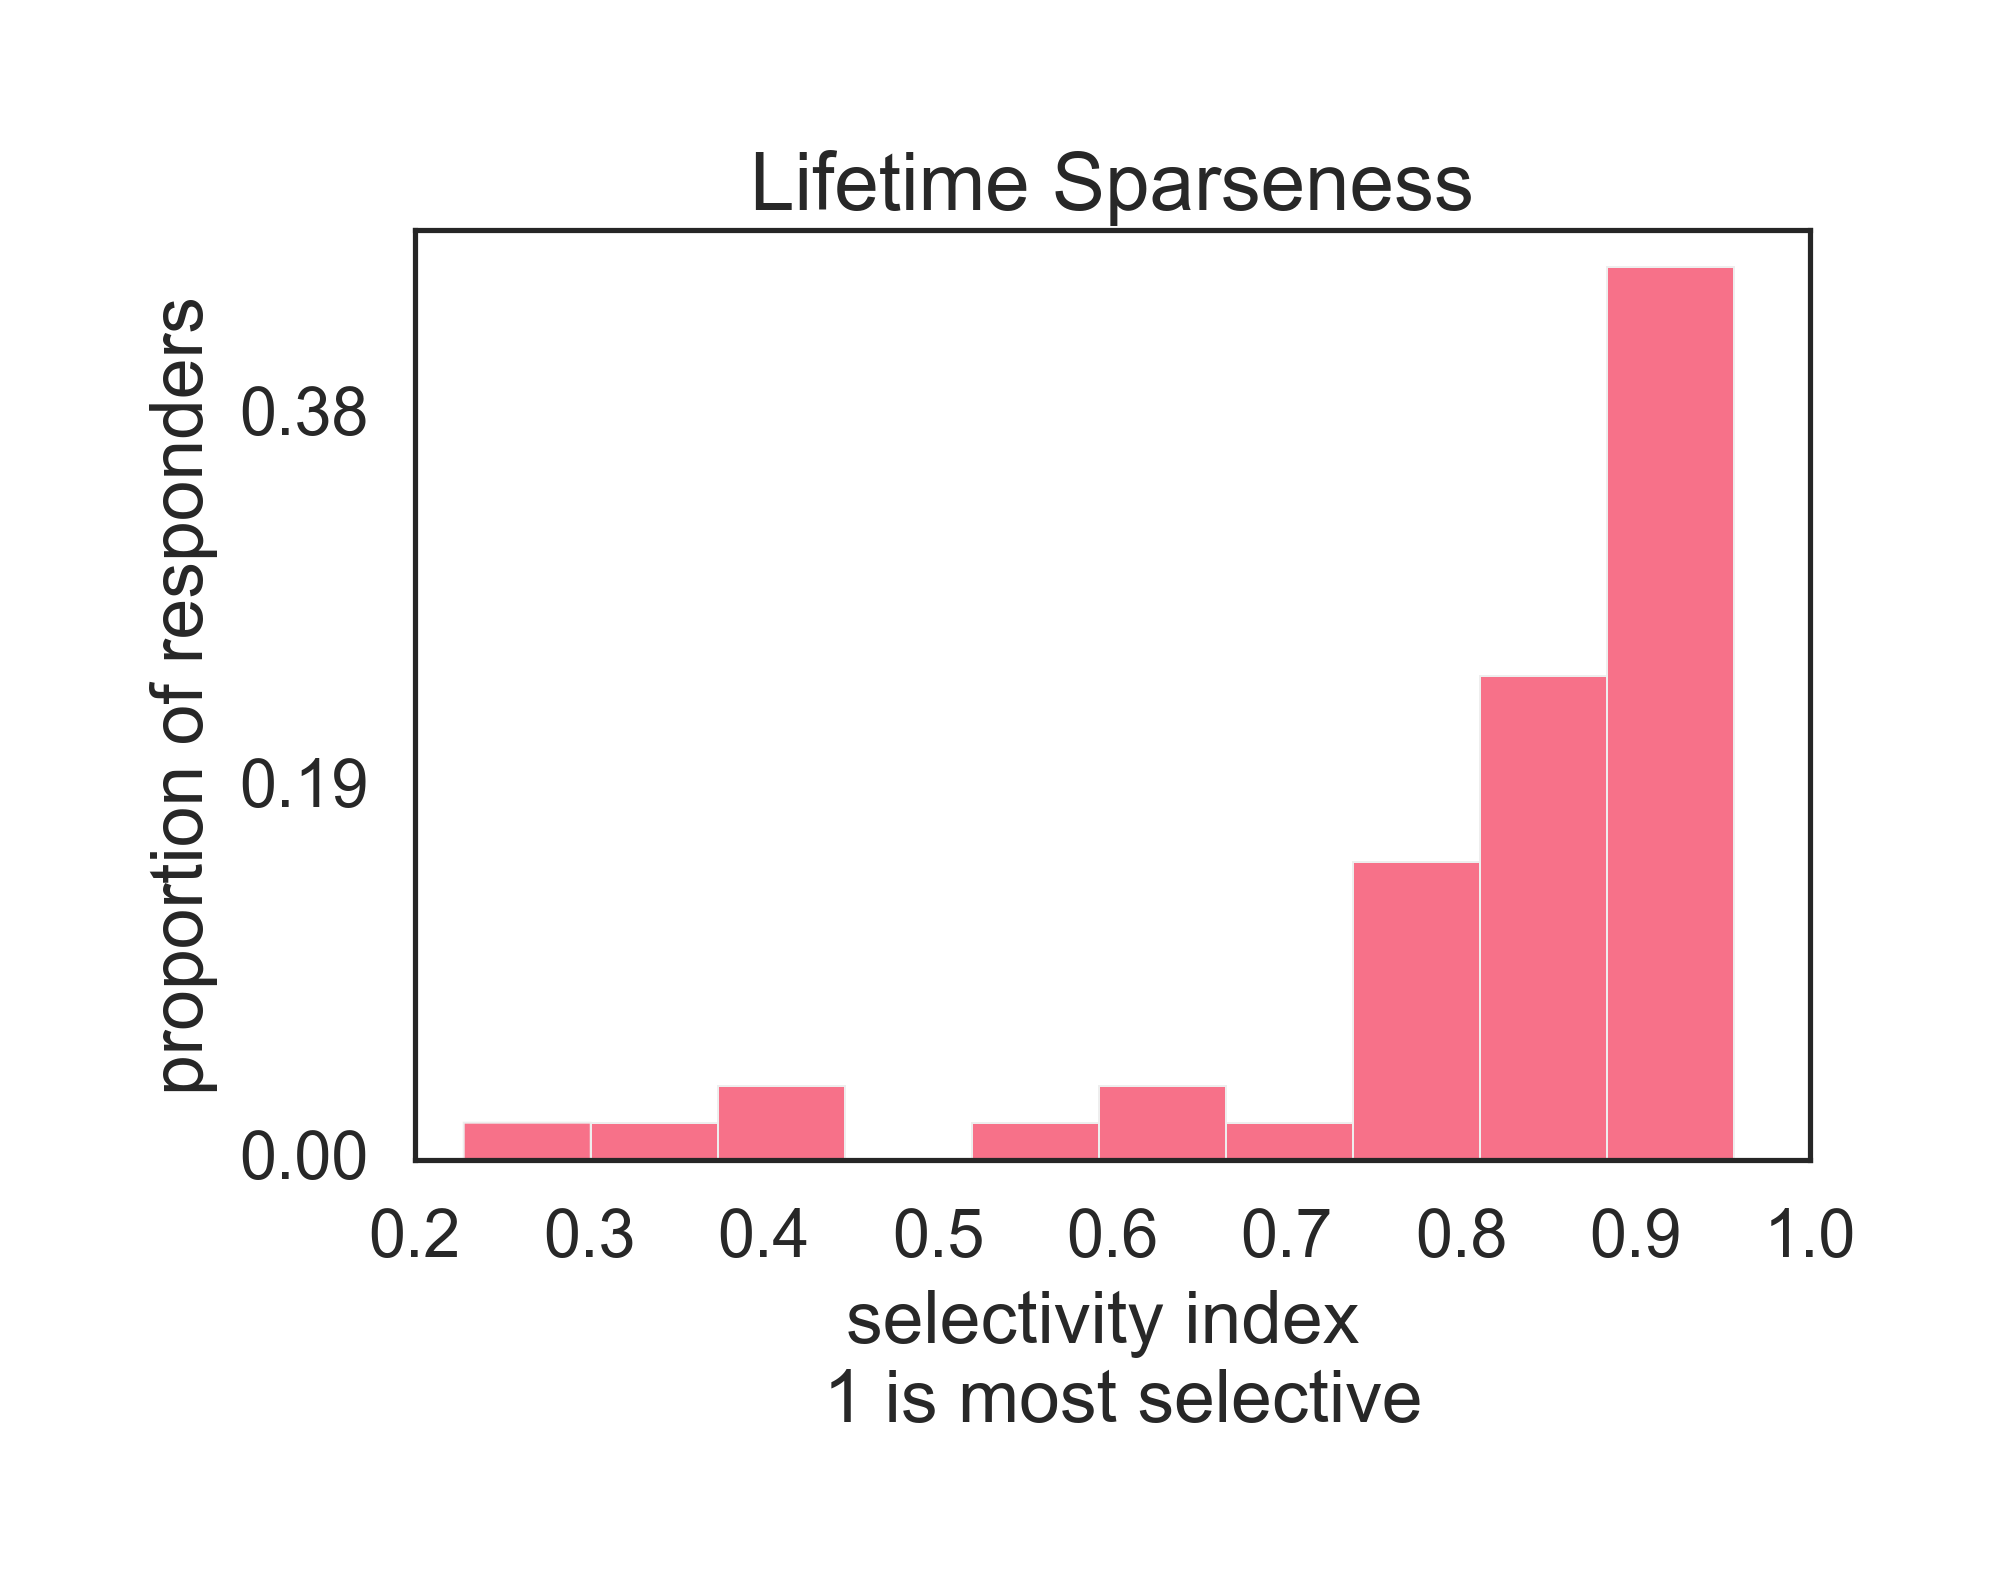 Lifetime Sparseness
proportion of responders
0.38
0.19
0.00
0.2 0.3 0.4 0.5 0.6 0.7 0.8 0.9 1.0
selectivity index
1 is most selective